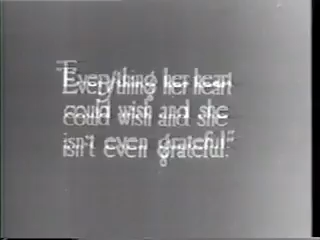 "Everything her heart
could wish and she
isn't even grateful."